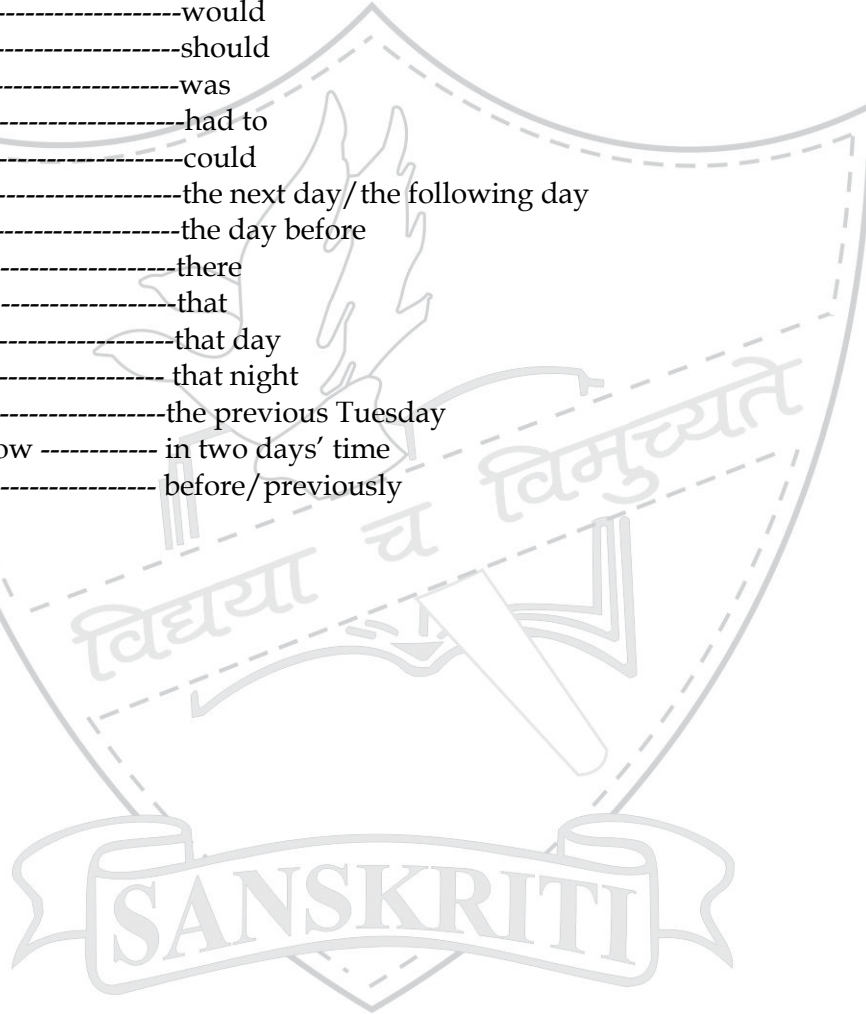 --------------------would
--------------------should
--------------------was
--------------------had to
--------------------could
--------------------the next day/the following day
--------------------the day before
-------------------there
-------------------that
-------------------that day
------------------ that night
------------------the previous Tuesday
ow ------------ in two days’ time
----------------- before/previously
विद्यया च विमुच्यते
SANSKRITI